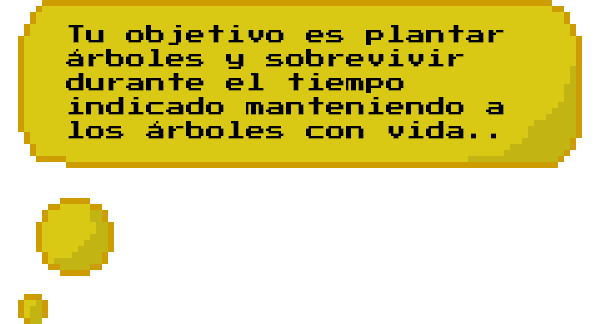 Tu objetivo es plantar
árboles y sobrevivir
durante el tiempo
indicado manteniendo a
los árboles con vida..